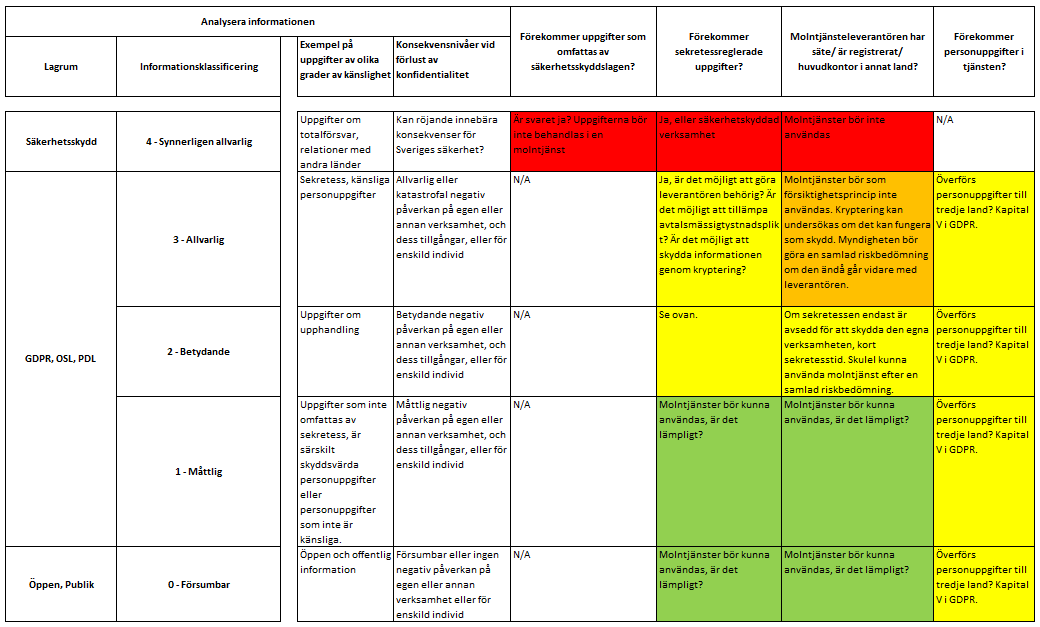 Analysera informationen
Lagrum
Informationsklassificering
Exempel på
uppgifter av olika
grader av känslighet
Konsekvensnivåer vid
förlust av
konfidentialitet
Förekommer uppgifter som
omfattas av
säkerhetsskyddslagen?
Förekommer
sekretessreglerade
uppgifter?
Molntjänsteleverantören har
säte/ är registrerat/
huvudkontor i annat land?
Förekommer
personuppgifter i
tjänsten?
Säkerhetsskydd
4 - Synnerligen allvarlig
Uppgifter om
totalförsvar,
relationer med
andra länder
Kan röjande innebära
konsekvenser för
Sveriges säkerhet?
Är svaret ja? Uppgifterna bör
inte behandlas i en
molntjänst
Ja, eller säkerhetskyddad
verksamhet
Molntjänster bör inte
användas
N/A
GDPR, OSL, PDL
3 - Allvarlig
Sekretess, känsliga
personuppgifter
Allvarlig eller
katastrofal negativ
påverkan på egen eller
annan verksamhet, och
dess tillgångar, eller för
enskild individ
N/A
Ja, är det möjligt att göra
leverantören behörig? Är
det möjligt att tillämpa
avtalsmässigtystnadsplik
t? Är det möjligt att
skydda informationen
genom kryptering?
Molntjänster bör som
försiktighetsprincip inte
användas. Kryptering kan
undersökas om det kan fungera
som skydd. Myndigheten bör
göra en samlad riskbedömning
om den ändå går vidare med
leverantören.
Överförs
personuppgifter till
tredje land? Kapital
V i GDPR.
2 - Betydande
Uppgifter om
upphandling
Betydande negativ
påverkan på egen eller
annan verksamhet, och
dess tillgångar, eller för
enskild individ
N/A
Se ovan.
Om sekretessen endast är
avsedd för att skydda den egna
verksamheten, kort
sekretesstid. Skulel kunna
använda molntjänst efter en
samlad riskbedömning.
Överförs
personuppgifter till
tredje land? Kapital
V i GDPR.
1 - Måttlig
Uppgifter som inte
omfattas av
sekretess, är
särskilt
skyddsvärda
personuppgifter
eller
personuppgifter
som inte är
känsliga.
Måttlig negativ
påverkan på egen eller
annan verksamhet, och
dess tillgångar, eller för
enskild individ
N/A
Molntjänster bör kunna
användas, är det
lämpligt?
Molntjänster bör kunna
användas, är det lämpligt?
Överförs
personuppgifter till
tredje land? Kapital
V i GDPR.
Öppen, Publik
0 - Försumbar
Öppen och offentlig
information
Försumbar eller ingen
negativ påverkan på
egen eller annan
verksamhet eller för
enskild individ
N/A
Molntjänster bör kunna
användas, är det
lämpligt?
Molntjänster bör kunna
användas, är det lämpligt?
Överförs
personuppgifter till
tredje land? Kapital
V i GDPR.